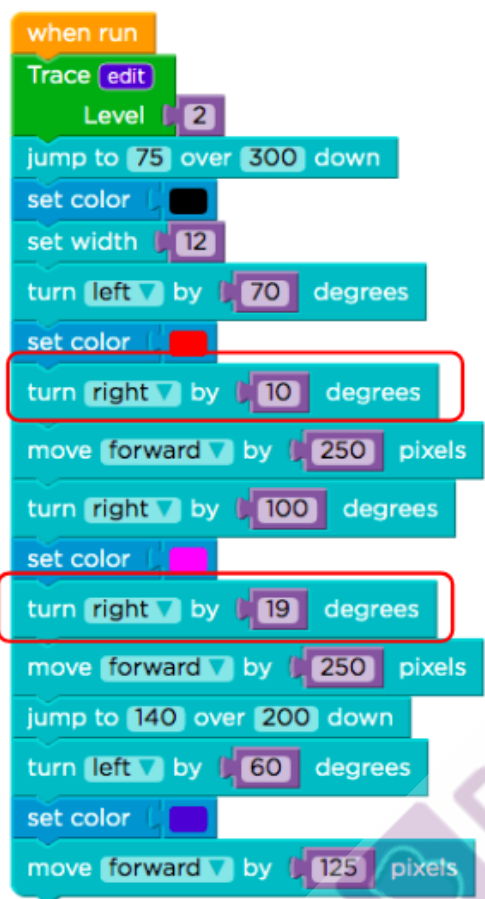 when run
Trace edit
Level 2
jump to 75 over 300 down
set color
set width 12
turn left by 70 degrees
set color
turn right by 10 degrees
move forward by 250 pixels
turn right by 100 degrees
set color
turn right by 19 degrees
move forward by 250 pixels
jump to 140 over 200 down
turn left by 60 degrees
set color
move forward by 125 pixels